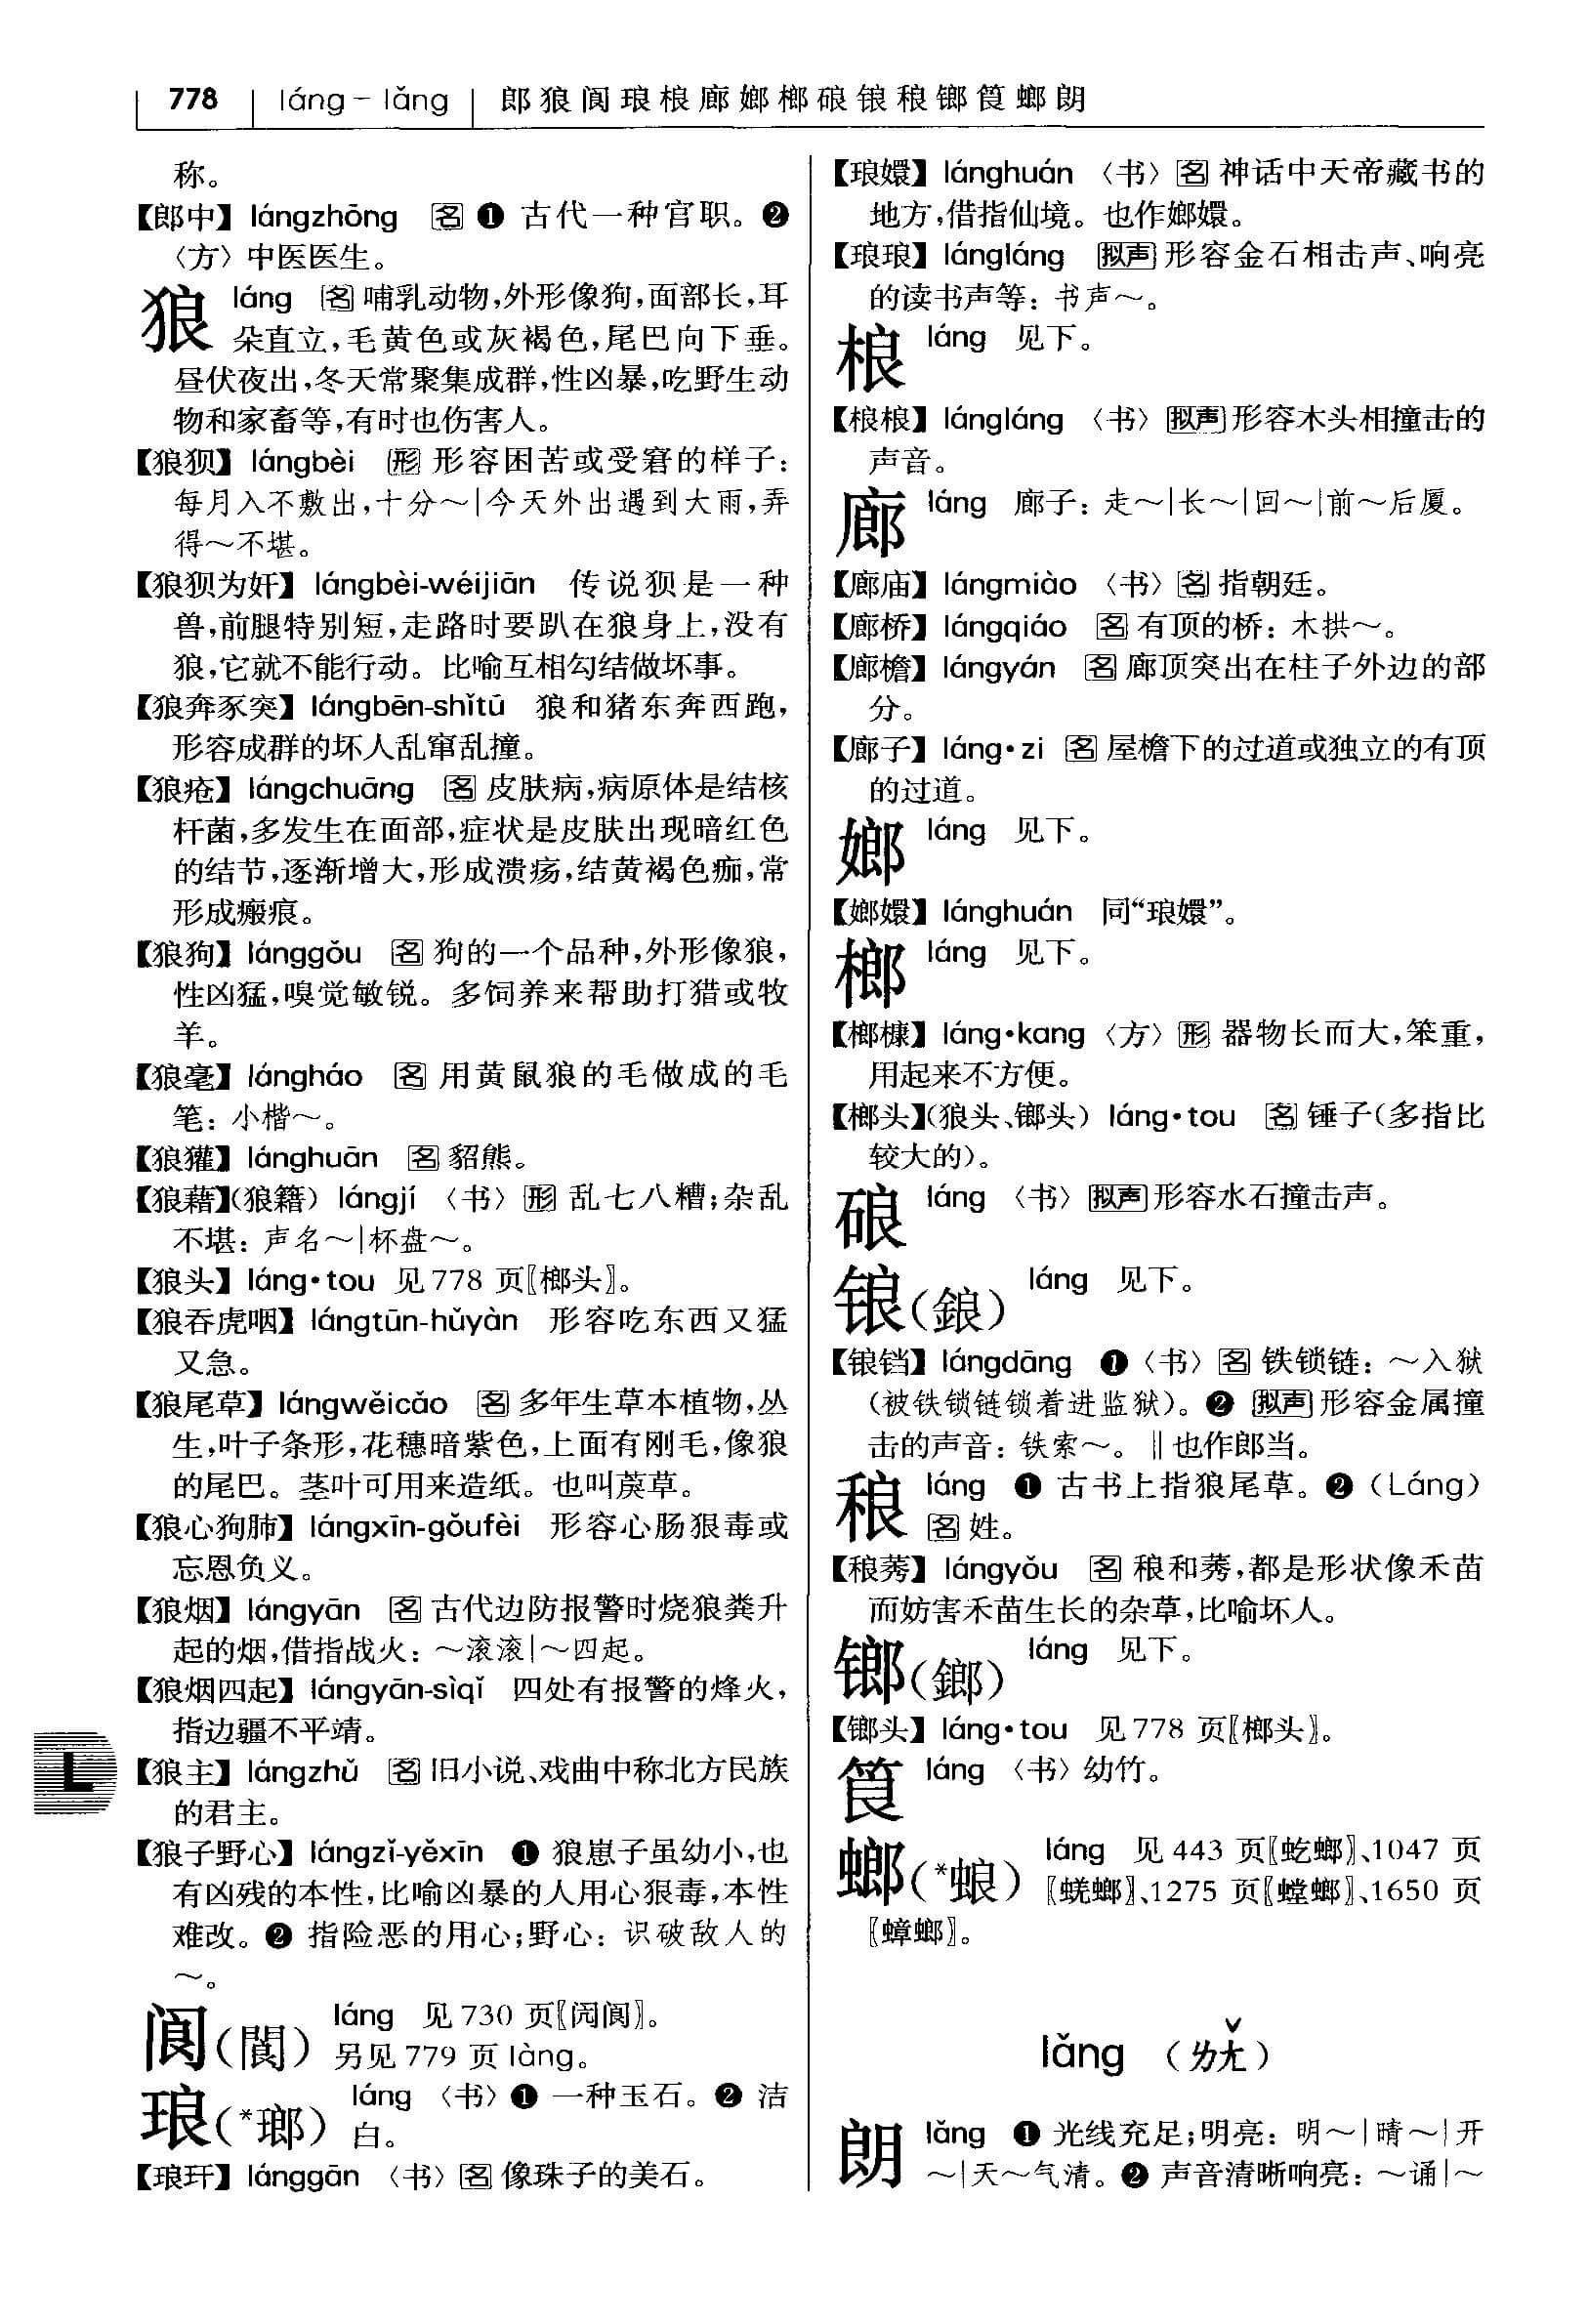 778 láng－lǎng 郎狼阆琅桹廊嫏榔硠锒稂鎯筤螂朗
称。
【郎中】 lángzhōng 名 ❶ 古代一种官职。❷
〈方〉中医医生。
狼 láng 名 哺乳动物,外形像狗,面部长,耳
朵直立,毛黄色或灰褐色,尾巴向下垂。
昼伏夜出,冬天常聚集成群,性凶暴,吃野生动
物和家畜等,有时也伤害人。
【狼狈】 lángbèi 形 形容困苦或受窘的样子:
每月入不敷出,十分～|今天外出遇到大雨,弄
得～不堪。
【狼狈为奸】 lángbèi-wéijiān 传说狈是一种
兽,前腿特别短,走路时要趴在狼身上,没有
狼,它就不能行动。比喻互相勾结做坏事。
【狼奔豕突】 lángbēn-shǐtū 狼和猪东奔西跑,
形容成群的坏人乱窜乱撞。
【狼疮】 lángchuāng 名 皮肤病,病原体是结核
杆菌,多发生在面部,症状是皮肤出现暗红色
的结节,逐渐增大,形成溃疡,结黄褐色痂,常
形成瘢痕。
【狼狗】 lánggǒu 名 狗的一个品种,外形像狼,
性凶猛,嗅觉敏锐。多饲养来帮助打猎或牧
羊。
【狼毫】 lángháo 名 用黄鼠狼的毛做成的毛
笔: 小楷～。
【狼獾】 lánghuān 名 貂熊。
【狼藉】(狼籍) lángjí 〈书〉 形 乱七八糟;杂乱
不堪: 声名～|杯盘～。
【狼头】 láng•tou 见 778 页〖榔头〗。
【狼吞虎咽】 lángtūn-hǔyàn 形容吃东西又猛
又急。
【狼尾草】 lángwěicǎo 名 多年生草本植物,丛
生,叶子条形,花穗暗紫色,上面有刚毛,像狼
的尾巴。茎叶可用来造纸。也叫莨草。
【狼心狗肺】 lángxīn-gǒufèi 形容心肠狠毒或
忘恩负义。
【狼烟】 lángyān 名 古代边防报警时烧狼粪升
起的烟,借指战火: ～滚滚|～四起。
【狼烟四起】 lángyān-sìqǐ 四处有报警的烽火,
指边疆不平靖。
【狼主】 lángzhǔ 名 旧小说、戏曲中称北方民族
的君主。
【狼子野心】 lángzǐ-yěxīn ❶ 狼崽子虽幼小,也
有凶残的本性,比喻凶暴的人用心狠毒,本性
难改。❷ 指险恶的用心;野心: 识破敌人的
～。
阆(閬) láng 见 730 页〖闶阆〗。
另见 779 页 làng。
琅(*瑯) láng 〈书〉❶ 一种玉石。❷ 洁
白。
【琅玕】 lánggān 〈书〉 名 像珠子的美石。
L
【琅嬛】 lánghuán 〈书〉 名 神话中天帝藏书的
地方,借指仙境。也作嫏嬛。
【琅琅】 lángláng 拟声 形容金石相击声、响亮
的读书声等: 书声～。
桹 láng 见下。
【桹桹】 lángláng 〈书〉 拟声 形容木头相撞击的
声音。
廊 láng 廊子: 走～|长～|回～|前～后厦。
【廊庙】 lángmiào 〈书〉 名 指朝廷。
【廊桥】 lángqiáo 名 有顶的桥: 木拱～。
【廊檐】 lángyán 名 廊顶突出在柱子外边的部
分。
【廊子】 láng•zi 名 屋檐下的过道或独立的有顶
的过道。
嫏 láng 见下。
【嫏嬛】 lánghuán 同“琅嬛”。
榔 láng 见下。
【榔槺】 láng•kang 〈方〉 形 器物长而大,笨重,
用起来不方便。
【榔头】(狼头、鎯头) láng•tou 名 锤子(多指比
较大的)。
硠 láng 〈书〉 拟声 形容水石撞击声。
锒(鋃) láng 见下。
【锒铛】 lángdāng ❶〈书〉 名 铁锁链: ～入狱
(被铁锁链锁着进监狱)。❷ 拟声 形容金属撞
击的声音: 铁索～。‖也作郎当。
稂 láng ❶ 古书上指狼尾草。❷ (Láng)
名 姓。
【稂莠】 lángyǒu 名 稂和莠,都是形状像禾苗
而妨害禾苗生长的杂草,比喻坏人。
鎯(鎯) láng 见下。
【鎯头】 láng•tou 见 778 页〖榔头〗。
筤 láng 〈书〉幼竹。
螂(*蜋) láng 见 443 页〖虼螂〗、1047 页
〖蜣螂〗、1275 页〖螳螂〗、1650 页
〖蟑螂〗。
lǎng (ㄌㄤˇ)
朗 lǎng ❶ 光线充足;明亮: 明～|晴～|开
～|天～气清。❷ 声音清晰响亮: ～诵|～